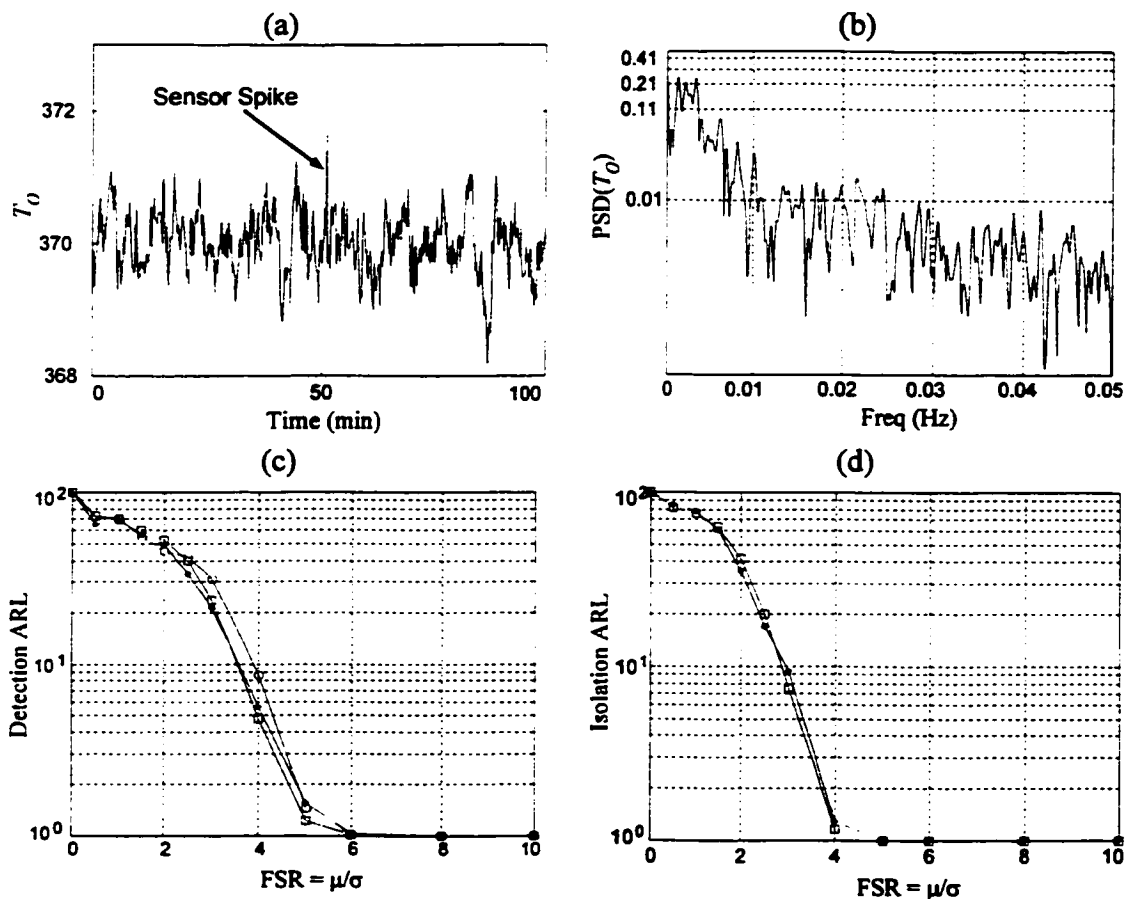 (a)
372
370
368
T_O
Sensor Spike
0
50
100
Time (min)
(b)
0.41
0.21
0.11
0.01
PSD(T_O)
0
0.01
0.02
0.03
0.04
0.05
Freq (Hz)
(c)
10^2
10^1
10^0
Detection ARL
0
2
4
6
8
10
FSR = μ/σ
(d)
10^2
10^1
10^0
Isolation ARL
0
2
4
6
8
10
FSR = μ/σ